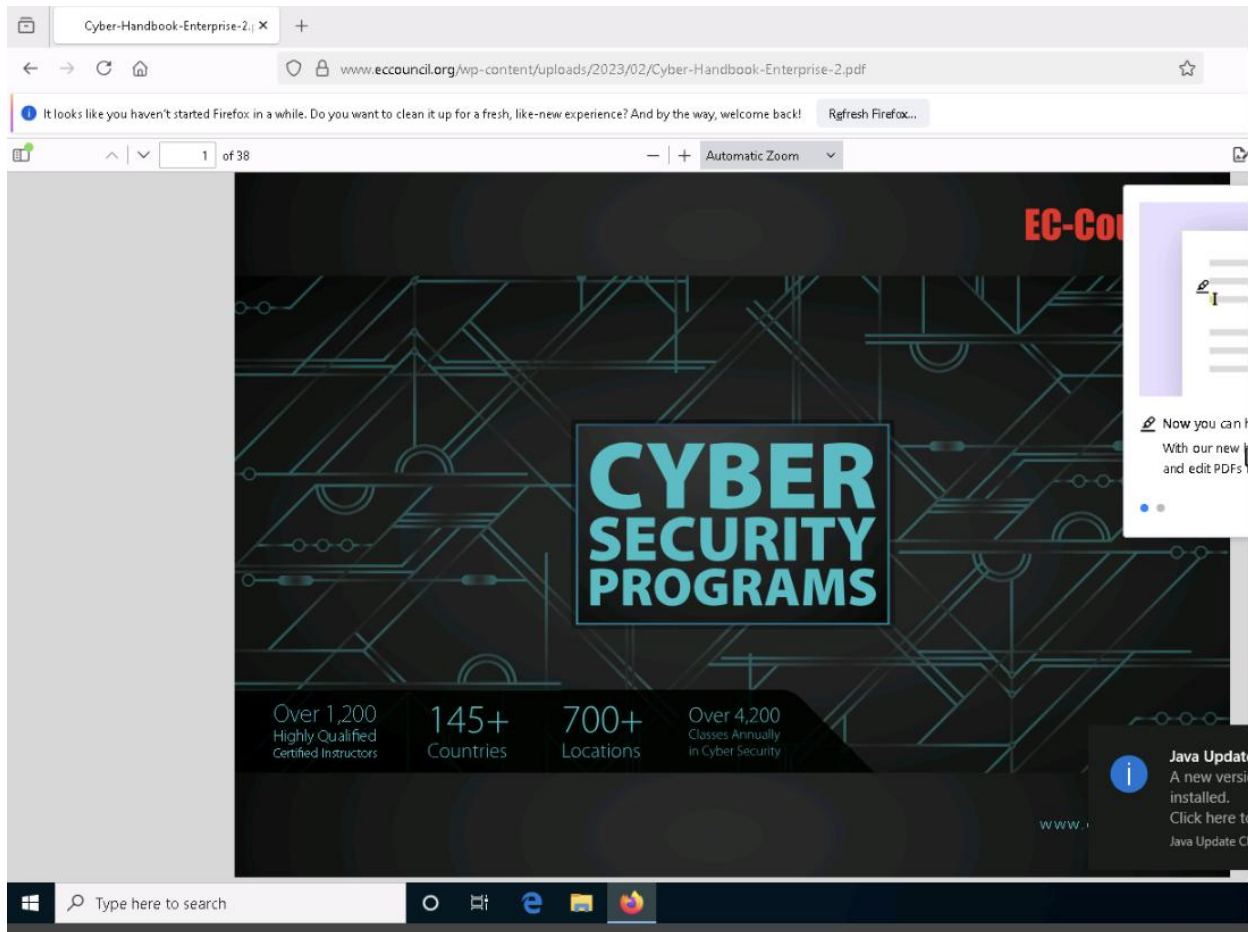 Cyber-Handbook-Enterprise-2.
www.eccouncil.org/wp-content/uploads/2023/02/Cyber-Handbook-Enterprise-2.pdf
It looks like you haven't started Firefox in a while. Do you want to clean it up for a fresh, like-new experience? And by the way, welcome back! Refresh Firefox...
1 of 38 Automatic Zoom
EC-Cou
CYBER
SECURITY
PROGRAMS
Now you can h
With our new
and edit PDFs
Over 1,200
Highly Qualified
Certified Instructors
145+
Countries
700+
Locations
Over 4,200
Classes Annually
in Cyber Security
www.
Java Update
A new versi
installed.
Click here to
Java Update C
Type here to search